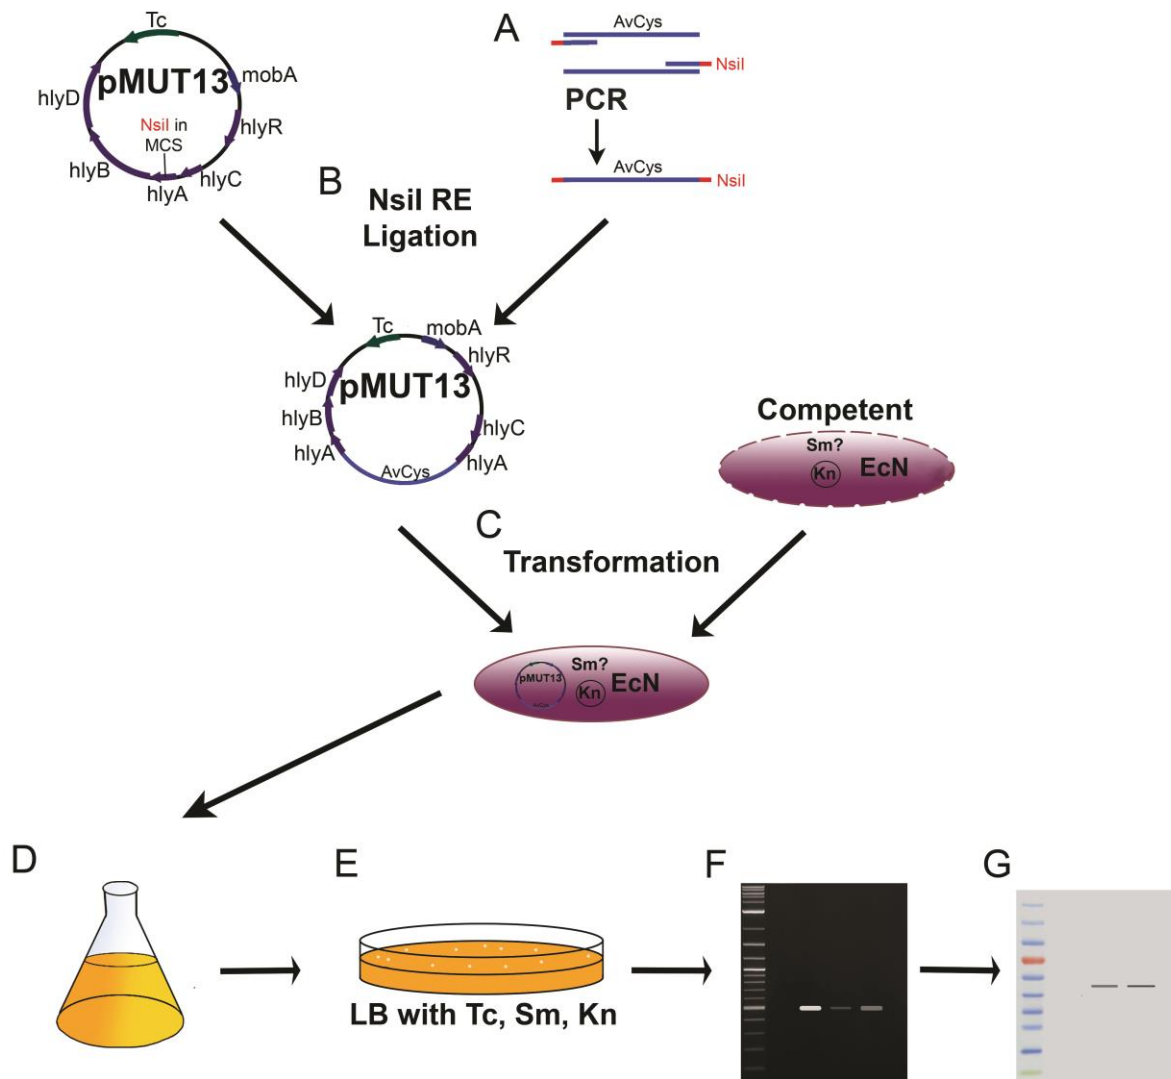 Tc
A
AvCys
pMUT13
mobA
NsiI
hlyD
PCR
NsiI in
MCS
hlyR
hlyB
hlyC
hlyA
AvCys
NsiI
B
NsiI RE
Ligation
Tc
mobA
hlyR
hlyD
pMUT13
hlyB
hlyC
hlyA
hlyA
AvCys
Competent
Sm?
Kn
EcN
C
Transformation
pMUT13
Sm?
Kn
EcN
AvCys
D
E
F
G
LB with Tc, Sm, Kn